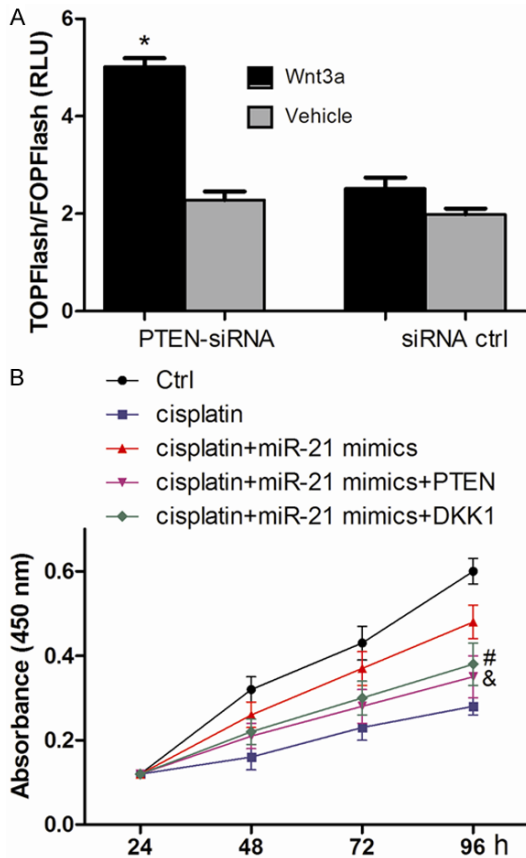 A
TOPFlash/FOPFlash (RLU)
6
4
2
0
*
Wnt3a
Vehicle
PTEN-siRNA
siRNA ctrl
B
Ctrl
cisplatin
cisplatin+miR-21 mimics
cisplatin+miR-21 mimics+PTEN
cisplatin+miR-21 mimics+DKK1
Absorbance (450 nm)
0.6
0.4
0.2
0.0
#
&
24 48 72 96 h